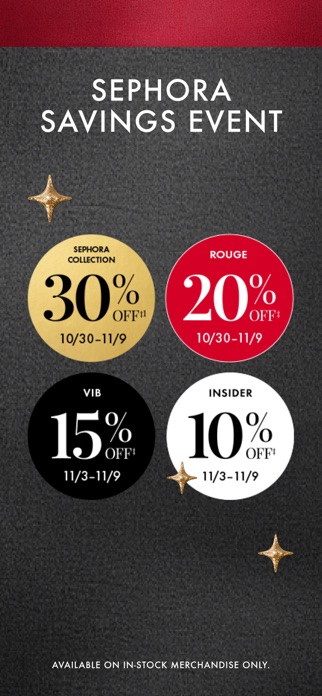 SEPHORA
SAVINGS EVENT
SEPHORA
COLLECTION
30%
OFF†‡
10/30–11/9
ROUGE
20%
OFF‡
10/30–11/9
VIB
15%
OFF‡
11/3–11/9
INSIDER
10%
OFF‡
11/3–11/9
AVAILABLE ON IN-STOCK MERCHANDISE ONLY.